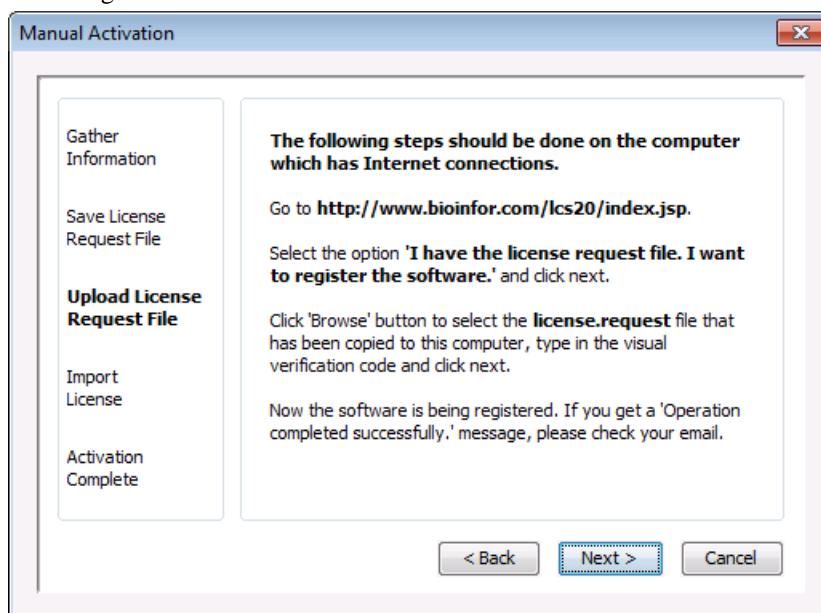 Manual Activation
Gather
Information
Save License
Request File
Upload License
Request File
Import
License
Activation
Complete
The following steps should be done on the computer
which has Internet connections.
Go to http://www.bioinfor.com/lcs20/index.jsp.
Select the option 'I have the license request file. I want
to register the software.' and click next.
Click 'Browse' button to select the license.request file that
has been copied to this computer, type in the visual
verification code and click next.
Now the software is being registered. If you get a 'Operation
completed successfully.' message, please check your email.
< Back
Next >
Cancel